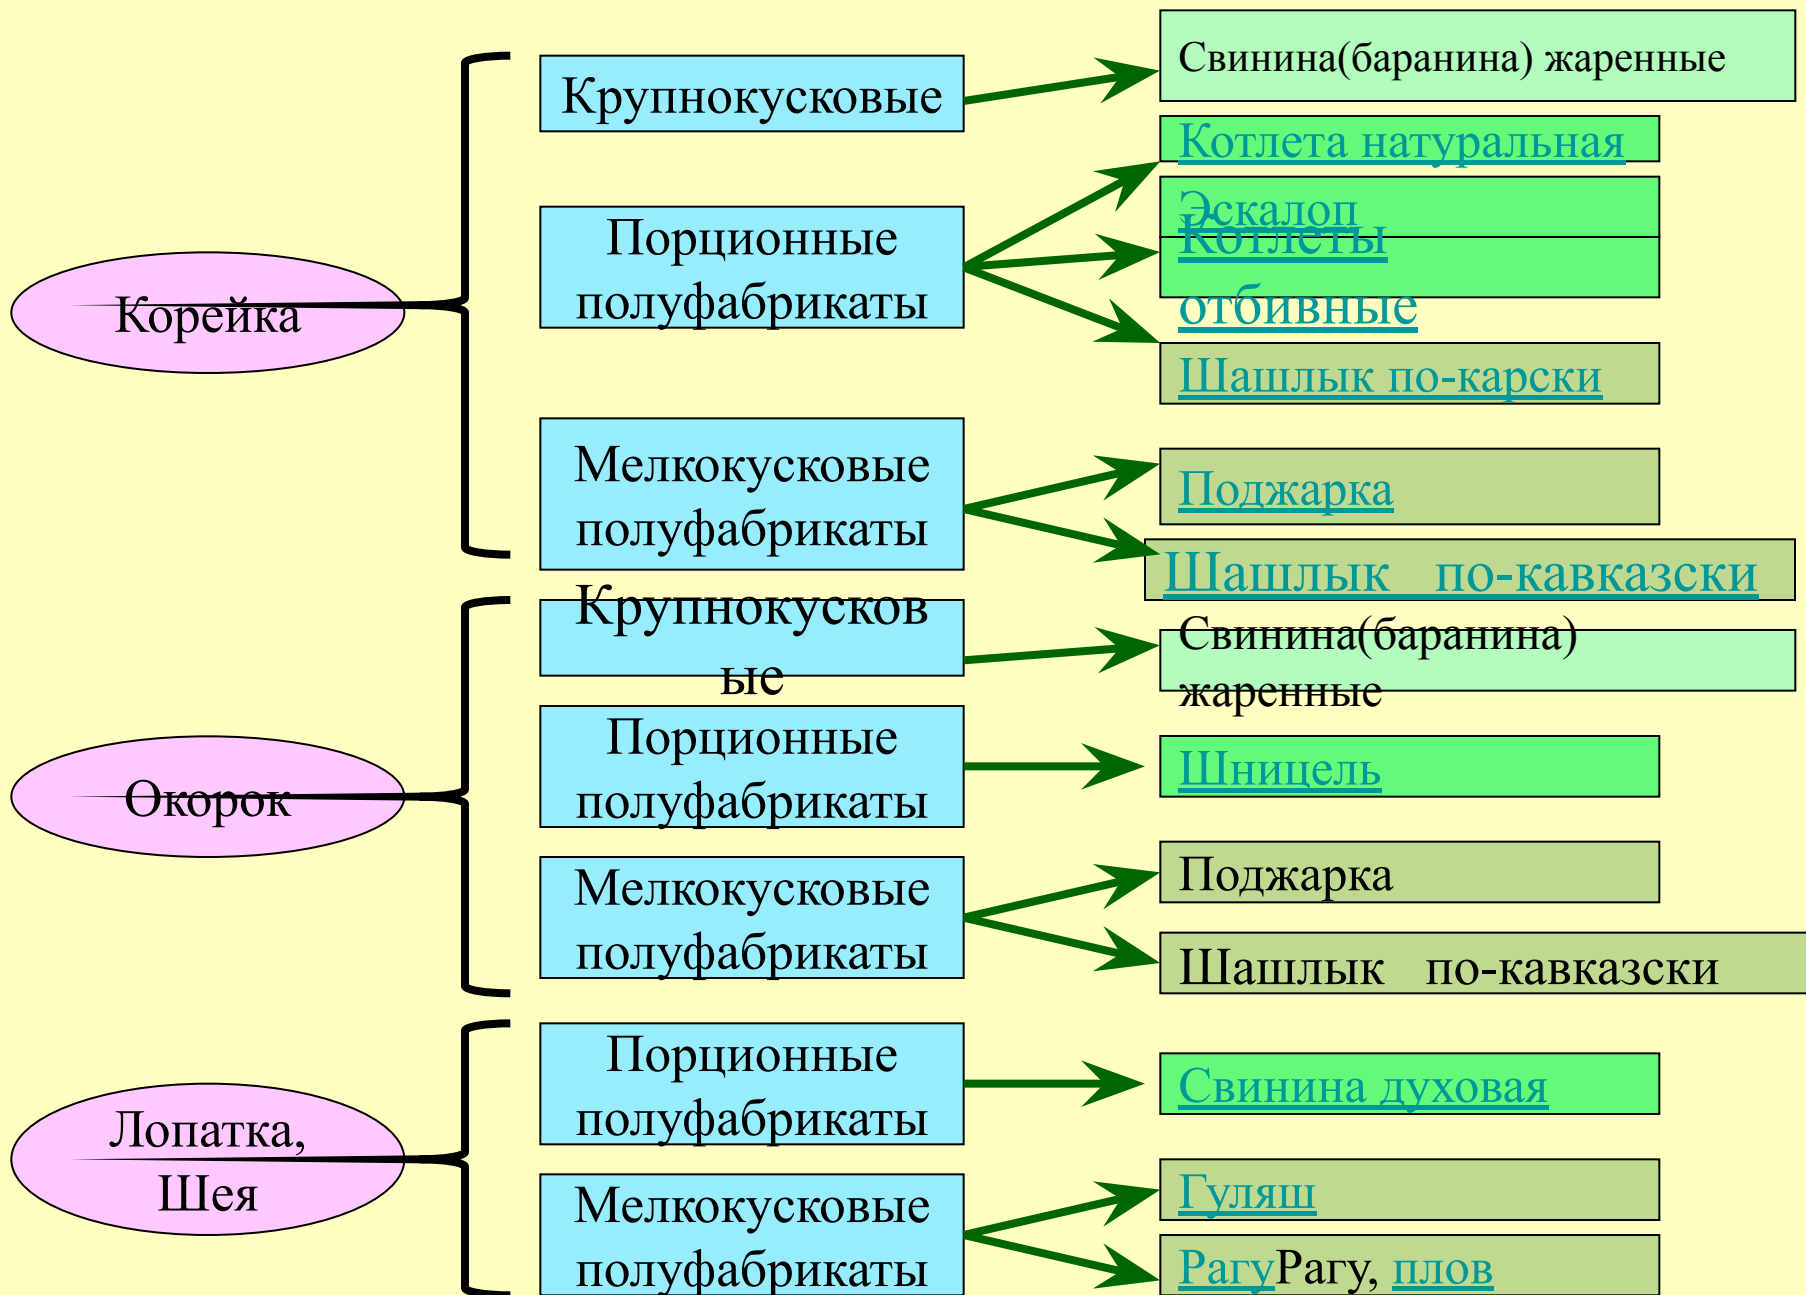 Корейка
Крупнокусковые
Свинина(баранина) жаренные
Порционные
полуфабрикаты
Котлета натуральная
Эскалоп
Котлеты
отбивные
Шашлык по-карски
Мелкокусковые
полуфабрикаты
Поджарка
Шашлык по-кавказски
Окорок
Крупнокусков
ые
Свинина(баранина)
жаренные
Порционные
полуфабрикаты
Шницель
Мелкокусковые
полуфабрикаты
Поджарка
Шашлык по-кавказски
Лопатка,
Шея
Порционные
полуфабрикаты
Свинина духовая
Мелкокусковые
полуфабрикаты
Гуляш
РагуРагу, плов